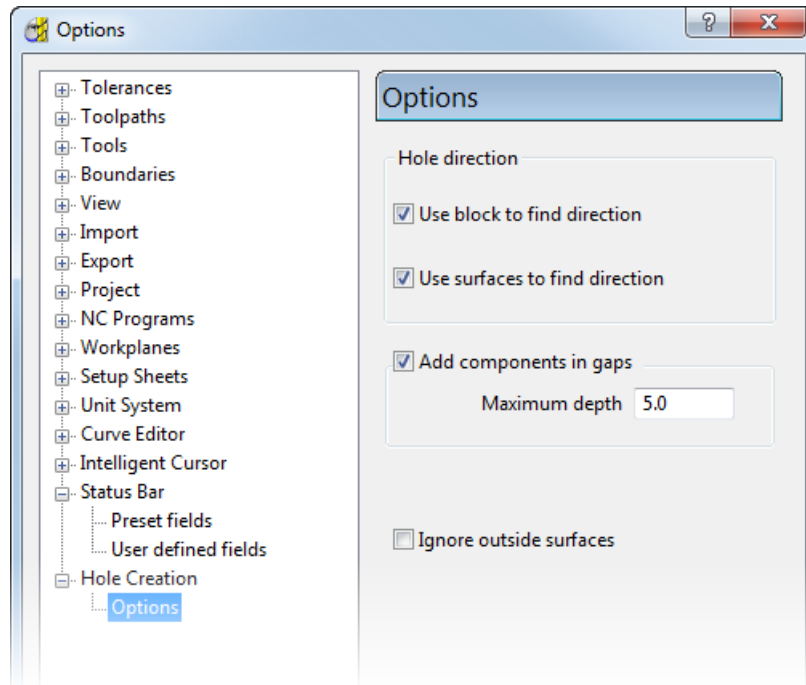 Options
Tolerances
Toolpaths
Tools
Boundaries
View
Import
Export
Project
NC Programs
Workplanes
Setup Sheets
Unit System
Curve Editor
Intelligent Cursor
Status Bar
Preset fields
User defined fields
Hole Creation
Options
Options
Hole direction
Use block to find direction
Use surfaces to find direction
Add components in gaps
Maximum depth 5.0
Ignore outside surfaces